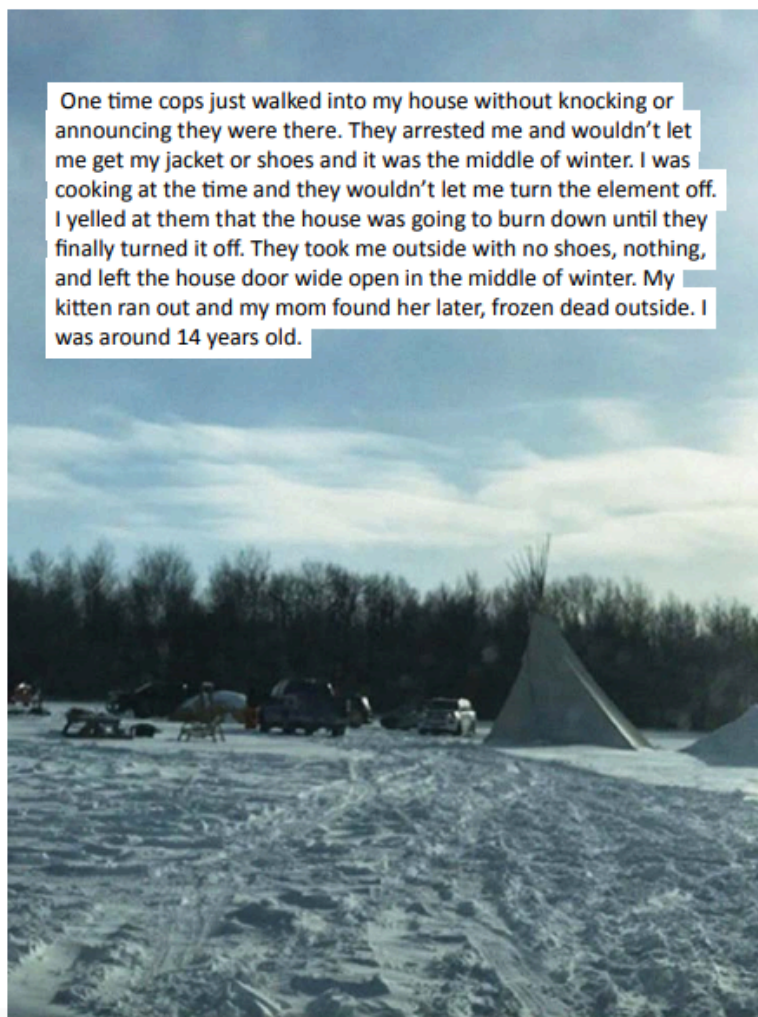 One time cops just walked into my house without knocking or
announcing they were there. They arrested me and wouldn’t let
me get my jacket or shoes and it was the middle of winter. I was
cooking at the time and they wouldn’t let me turn the element off.
I yelled at them that the house was going to burn down until they
finally turned it off. They took me outside with no shoes, nothing,
and left the house door wide open in the middle of winter. My
kitten ran out and my mom found her later, frozen dead outside. I
was around 14 years old.